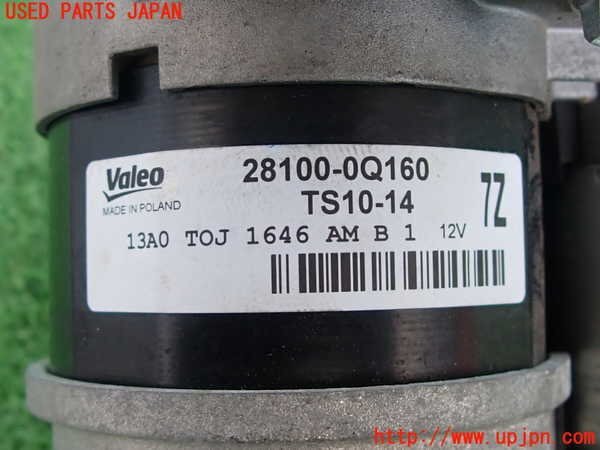 USED PARTS JAPAN
Valeo
MADE IN POLAND
28100-0Q160
TS10-14
7Z
13A0 TOJ 1646 AM B 1 12V
http://www.upjpn.com/